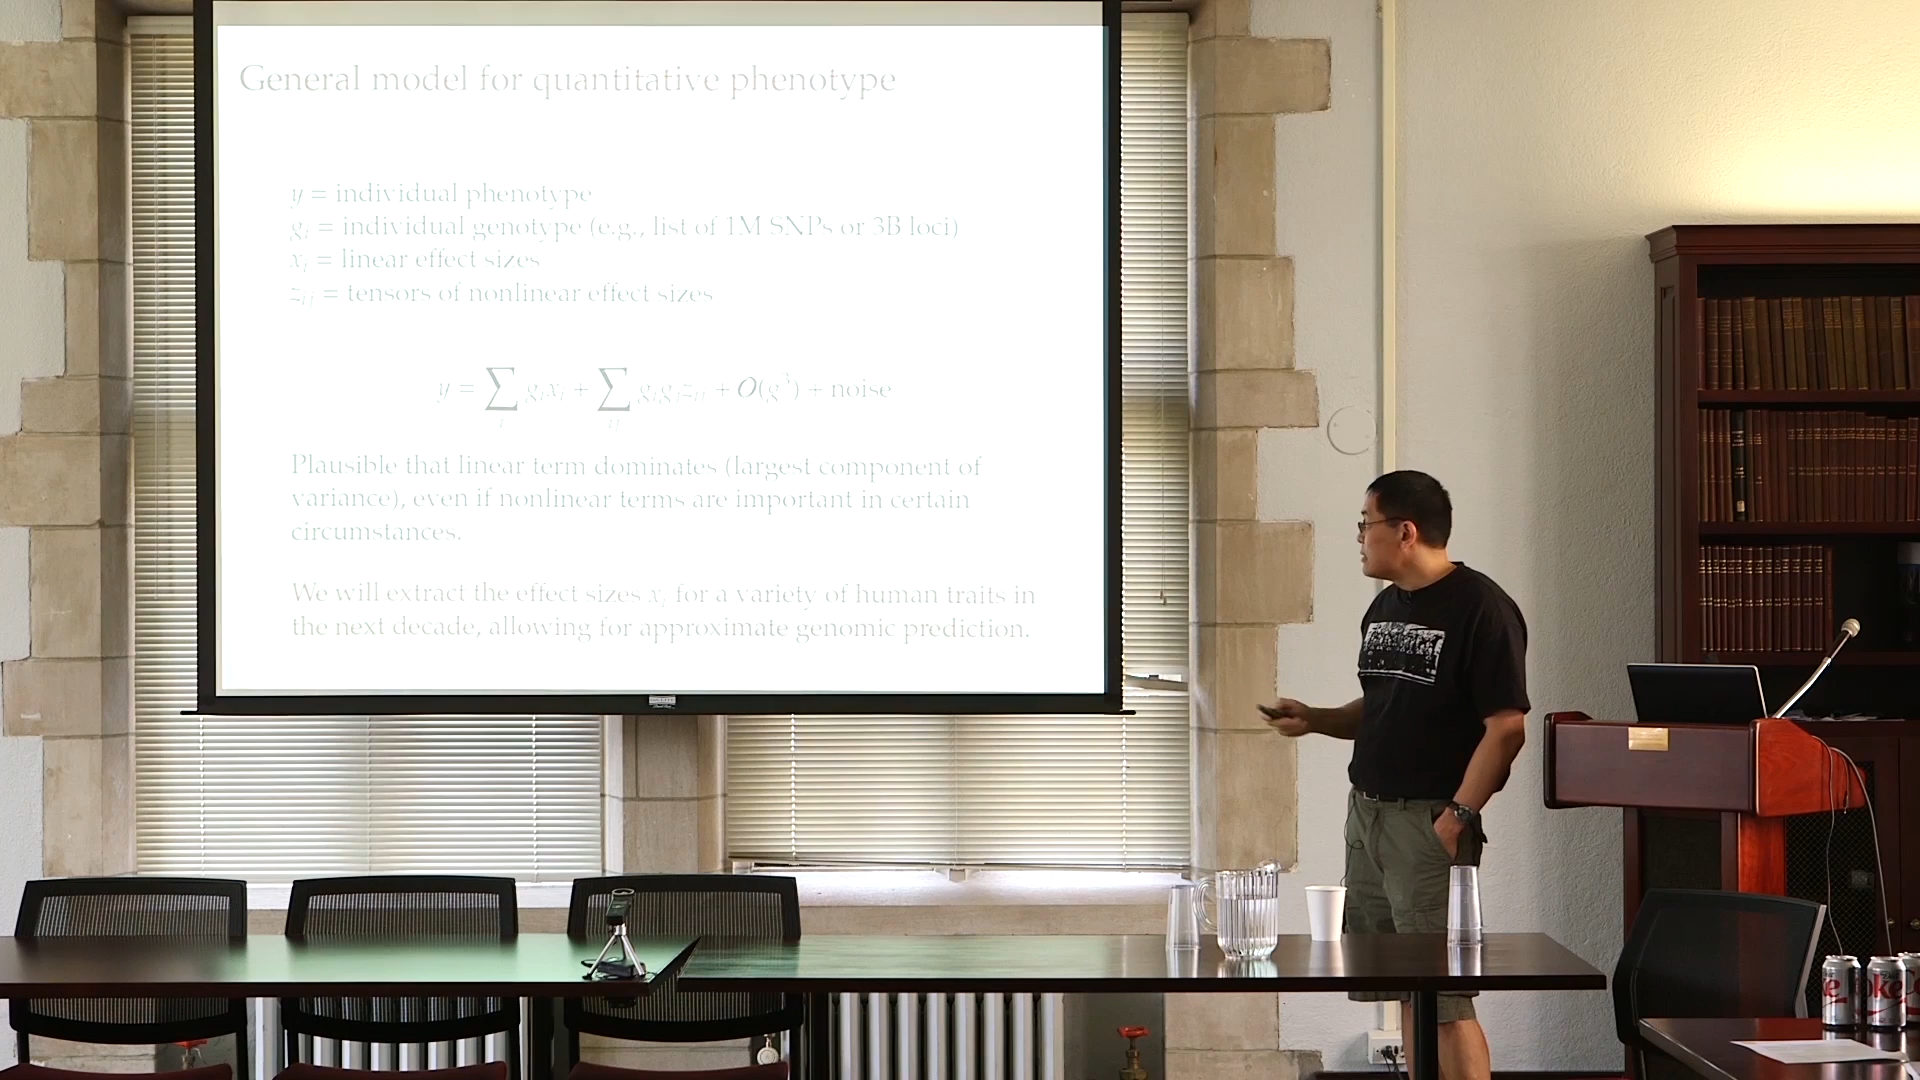 General model for quantitative phenotype
y = individual phenotype
gᵢ = individual genotype (e.g., list of 1M SNPs or 3B loci)
xᵢ = linear effect sizes
zᵢⱼ = tensors of nonlinear effect sizes
y = ∑ᵢ gᵢxᵢ + ∑ᵢⱼ gᵢgⱼzᵢⱼ + O(g³) + noise
Plausible that linear term dominates (largest component of
variance), even if nonlinear terms are important in certain
circumstances.
We will extract the effect sizes xᵢ for a variety of human traits in
the next decade, allowing for approximate genomic prediction.